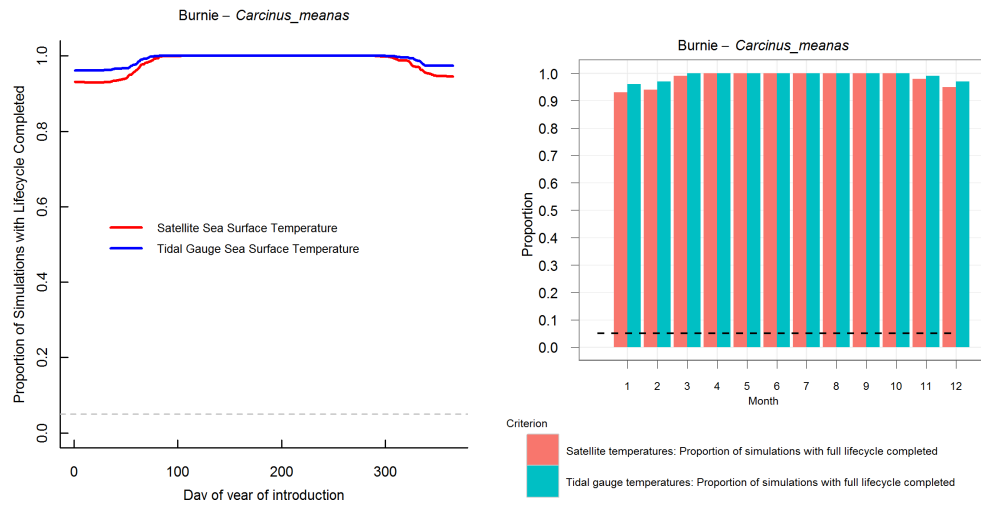 Burnie – Carcinus_meanas
Proportion of Simulations with Lifecycle Completed
1.0
0.8
0.6
0.4
0.2
0.0
Satellite Sea Surface Temperature
Tidal Gauge Sea Surface Temperature
0 100 200 300
Day of year of introduction
Burnie – Carcinus_meanas
Proportion
1.0
0.9
0.8
0.7
0.6
0.5
0.4
0.3
0.2
0.1
0.0
1 2 3 4 5 6 7 8 9 10 11 12
Month
Criterion
Satellite temperatures: Proportion of simulations with full lifecycle completed
Tidal gauge temperatures: Proportion of simulations with full lifecycle completed